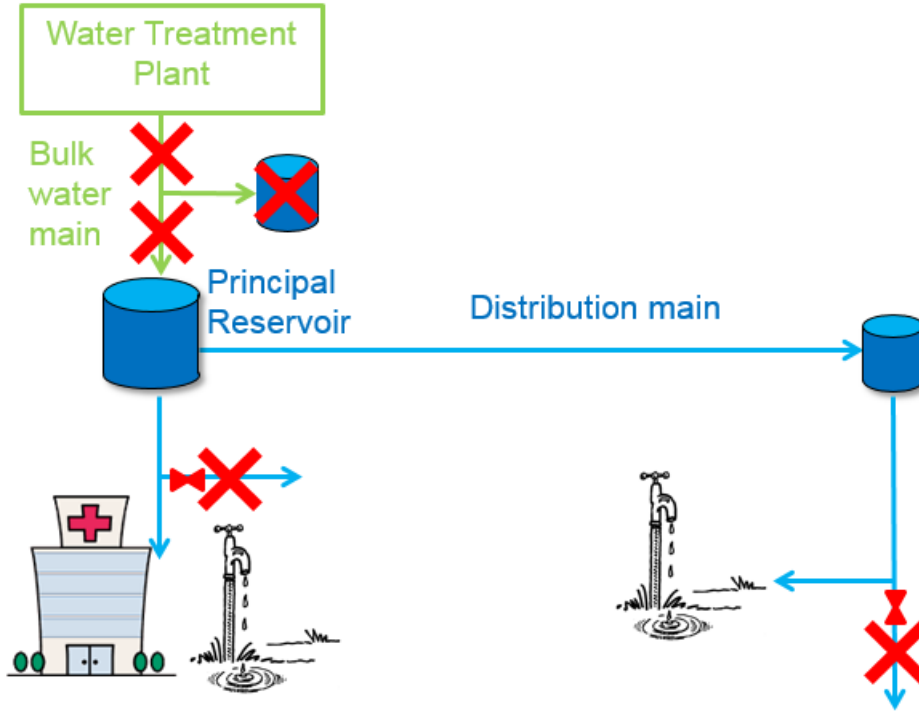 Water Treatment
Plant
Bulk
water
main
Principal
Reservoir
Distribution main